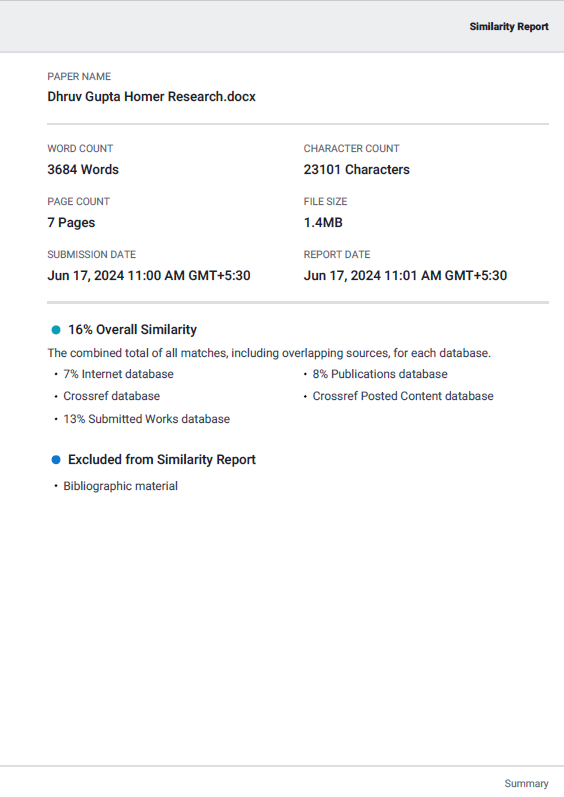 Similarity Report
PAPER NAME
Dhruv Gupta Homer Research.docx
WORD COUNT
3684 Words
CHARACTER COUNT
23101 Characters
PAGE COUNT
7 Pages
FILE SIZE
1.4MB
SUBMISSION DATE
Jun 17, 2024 11:00 AM GMT+5:30
REPORT DATE
Jun 17, 2024 11:01 AM GMT+5:30
● 16% Overall Similarity
The combined total of all matches, including overlapping sources, for each database.
• 7% Internet database
• 8% Publications database
• Crossref database
• Crossref Posted Content database
• 13% Submitted Works database
● Excluded from Similarity Report
• Bibliographic material
Summary